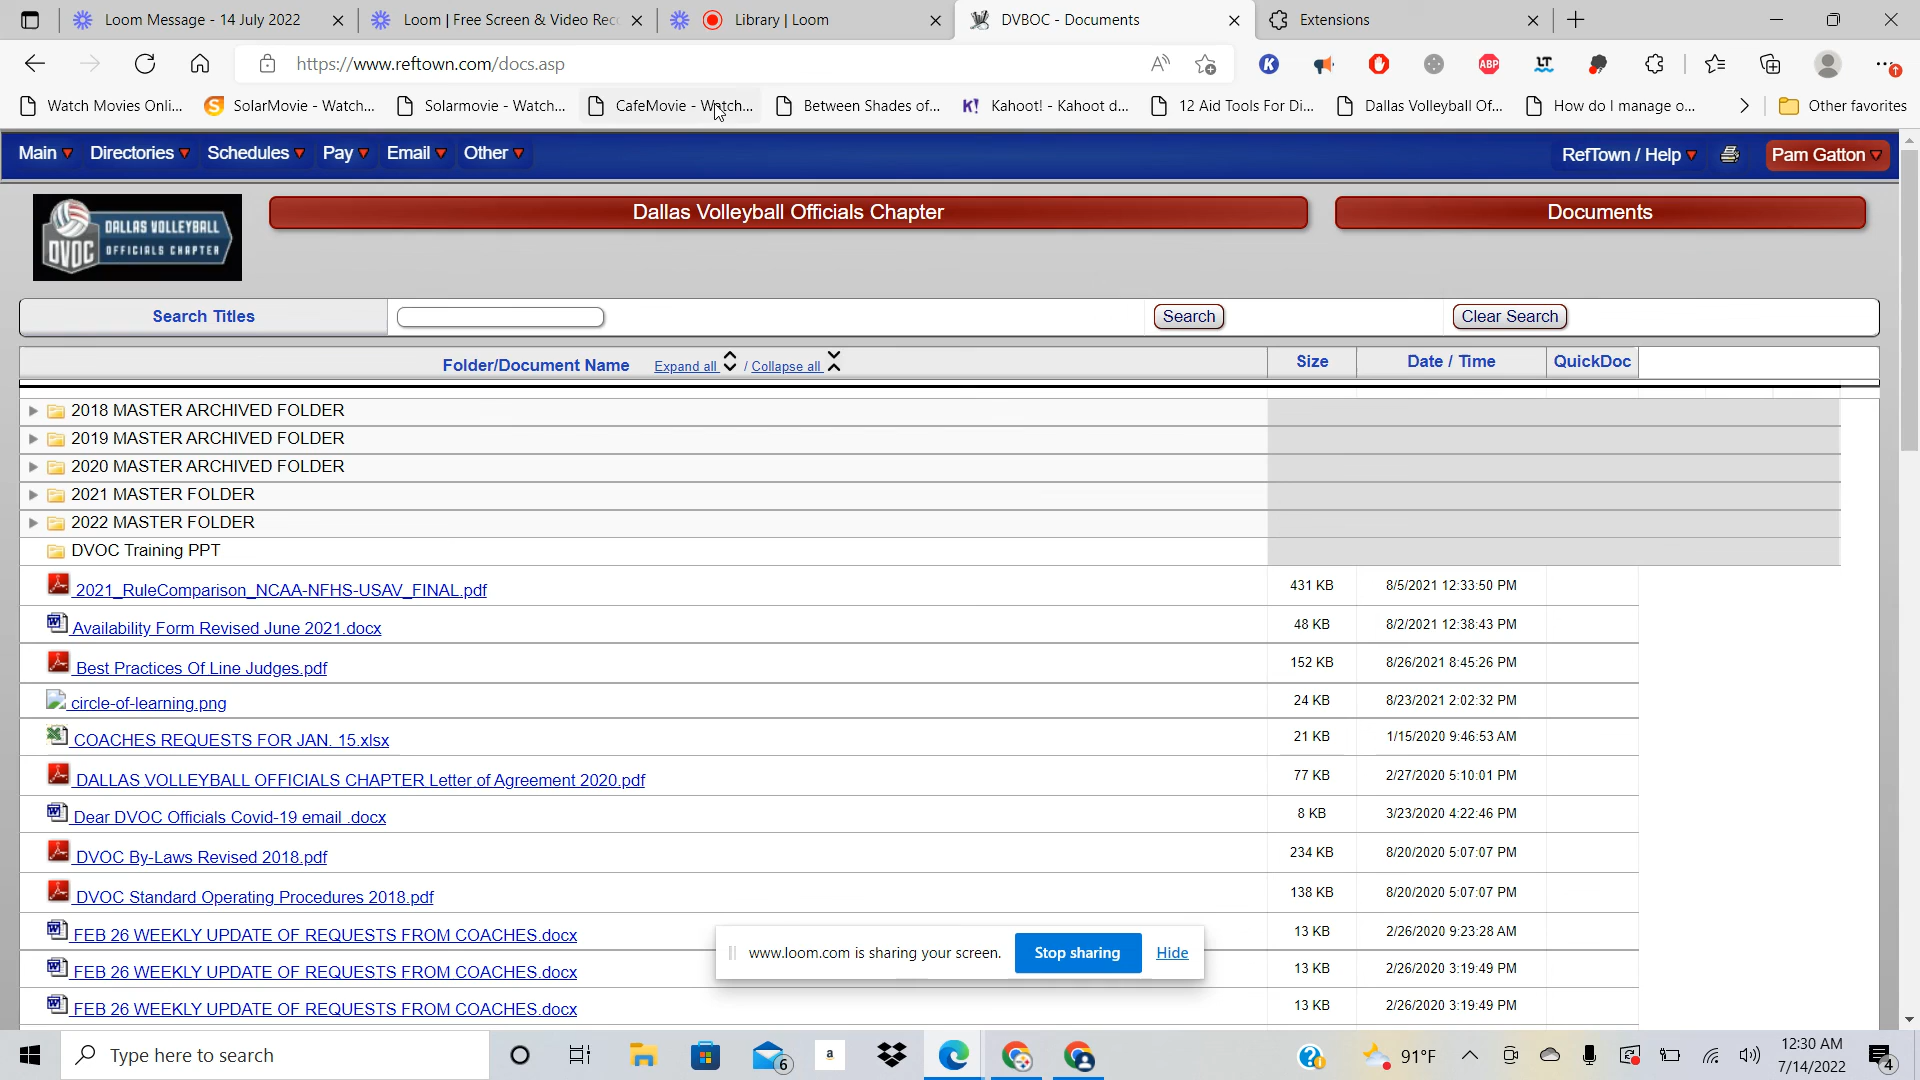 Loom Message - 14 July 2022
Loom | Free Screen & Video Rec
Library | Loom
DVBOC - Documents
Extensions
https://www.reftown.com/docs.asp
Watch Movies Onli...
SolarMovie - Watch...
Solarmovie - Watch...
CafeMovie - Watch...
Between Shades of...
K! Kahoot! - Kahoot d...
12 Aid Tools For Di...
Dallas Volleyball Of...
How do I manage o...
Other favorites
Main
Directories
Schedules
Pay
Email
Other
RefTown / Help
Pam Gatton
DVOC
DALLAS VOLLEYBALL
OFFICIALS CHAPTER
Dallas Volleyball Officials Chapter
Documents
Search Titles
Search
Clear Search
Folder/Document Name Expand all / Collapse all
Size
Date / Time
QuickDoc
2018 MASTER ARCHIVED FOLDER
2019 MASTER ARCHIVED FOLDER
2020 MASTER ARCHIVED FOLDER
2021 MASTER FOLDER
2022 MASTER FOLDER
DVOC Training PPT
2021_RuleComparison_NCAA-NFHS-USAV_FINAL.pdf 431 KB 8/5/2021 12:33:50 PM
Availability Form Revised June 2021.docx 48 KB 8/2/2021 12:38:43 PM
Best Practices Of Line Judges.pdf 152 KB 8/26/2021 8:45:26 PM
circle-of-learning.png 24 KB 8/23/2021 2:02:32 PM
COACHES REQUESTS FOR JAN. 15.xlsx 21 KB 1/15/2020 9:46:53 AM
DALLAS VOLLEYBALL OFFICIALS CHAPTER Letter of Agreement 2020.pdf 77 KB 2/27/2020 5:10:01 PM
Dear DVOC Officials Covid-19 email .docx 8 KB 3/23/2020 4:22:46 PM
DVOC By-Laws Revised 2018.pdf 234 KB 8/20/2020 5:07:07 PM
DVOC Standard Operating Procedures 2018.pdf 138 KB 8/20/2020 5:07:07 PM
FEB 26 WEEKLY UPDATE OF REQUESTS FROM COACHES.docx 13 KB 2/26/2020 9:23:28 AM
FEB 26 WEEKLY UPDATE OF REQUESTS FROM COACHES.docx 13 KB 2/26/2020 3:19:49 PM
FEB 26 WEEKLY UPDATE OF REQUESTS FROM COACHES.docx 13 KB 2/26/2020 3:19:49 PM
www.loom.com is sharing your screen.
Stop sharing
Hide
Type here to search
6
a
91°F
12:30 AM
7/14/2022
4
K
ABP
LT